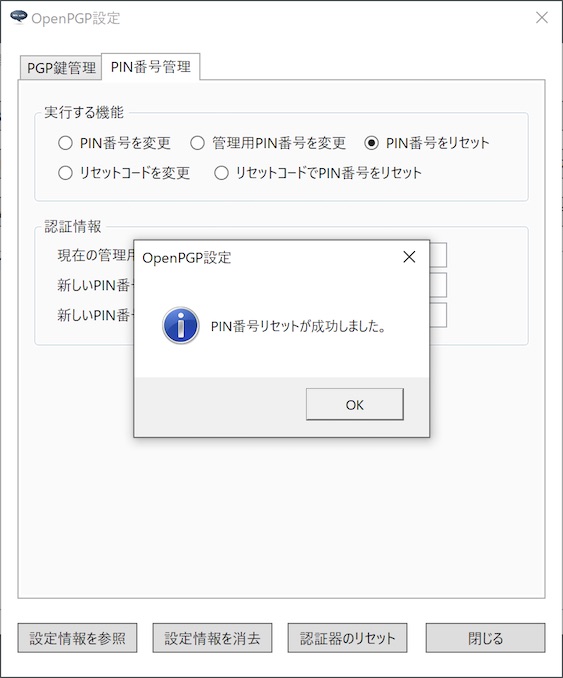 OpenPGP設定
PGP鍵管理 PIN番号管理
実行する機能
PIN番号を変更 管理用PIN番号を変更 PIN番号をリセット
リセットコードを変更 リセットコードでPIN番号をリセット
認証情報
現在の管理用
新しいPIN番
新しいPIN番
OpenPGP設定
PIN番号リセットが成功しました。
OK
設定情報を参照 設定情報を消去 認証器のリセット 閉じる